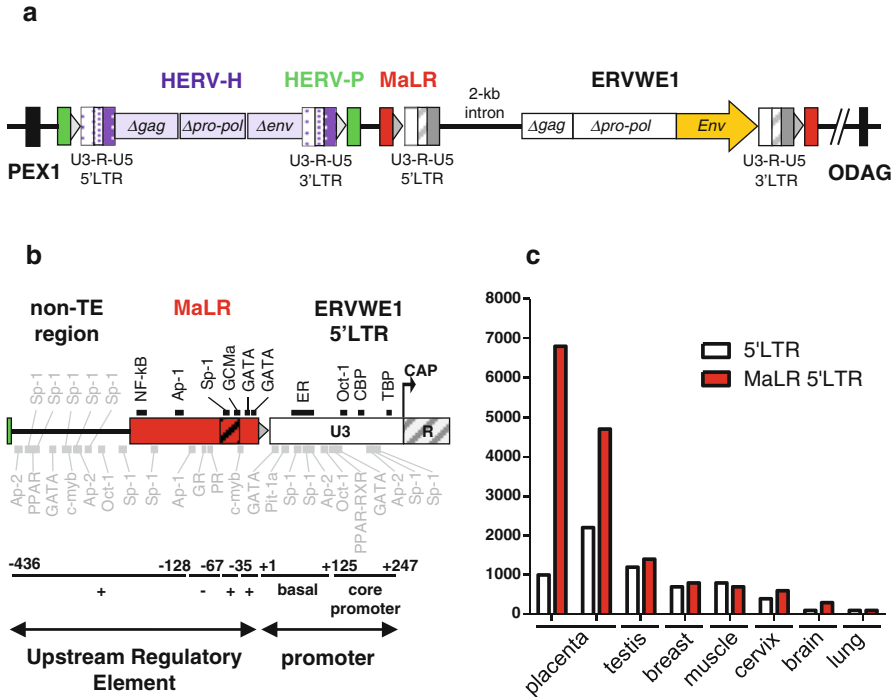 a
HERV-H
HERV-P
MaLR
ERVWE1
2-kb
intron
Δgag
Δpro-pol
Δenv
Δgag
Δpro-pol
Env
PEX1
U3-R-U5
5'LTR
U3-R-U5
3'LTR
U3-R-U5
5'LTR
U3-R-U5
3'LTR
ODAG
b
non-TE
region
MaLR
ERVWE1
5'LTR
Sp-1
Sp-1
Sp-1
Sp-1
NF-kB
Ap-1
Sp-1
GCMa
GATA
GATA
ER
Oct-1
CBP
TBP
CAP
U3
R
Ap-2
PPAR
GATA
c-myb
Ap-2
Oct-1
Sp-1
Sp-1
Ap-1
GR
PR
c-myb
GATA
Pit-1a
Sp-1
Sp-1
Ap-2
Oct-1
PPAR-RXR
GATA
Ap-2
Sp-1
Sp-1
-436
-128
-67
-35
+1
+125
+247
+
-
+
+
basal
core
promoter
Upstream Regulatory
Element
promoter
c
8000
7000
6000
5000
4000
3000
2000
1000
0
5'LTR
MaLR 5'LTR
placenta
testis
breast
muscle
cervix
brain
lung